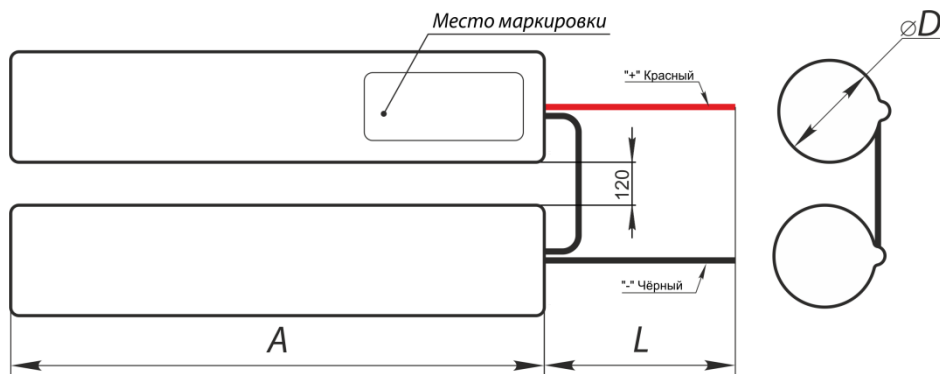 Место маркировки
⌀D
"+" Красный
120
"-" Чёрный
A
L